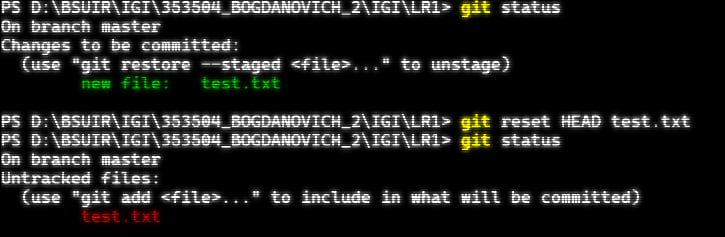 PS D:\BSUIR\IGI\353504_BOGDANOVICH_2\IGI\LR1> git status
On branch master
Changes to be committed:
  (use "git restore --staged <file>..." to unstage)
        new file:   test.txt

PS D:\BSUIR\IGI\353504_BOGDANOVICH_2\IGI\LR1> git reset HEAD test.txt
PS D:\BSUIR\IGI\353504_BOGDANOVICH_2\IGI\LR1> git status
On branch master
Untracked files:
  (use "git add <file>..." to include in what will be committed)
        test.txt